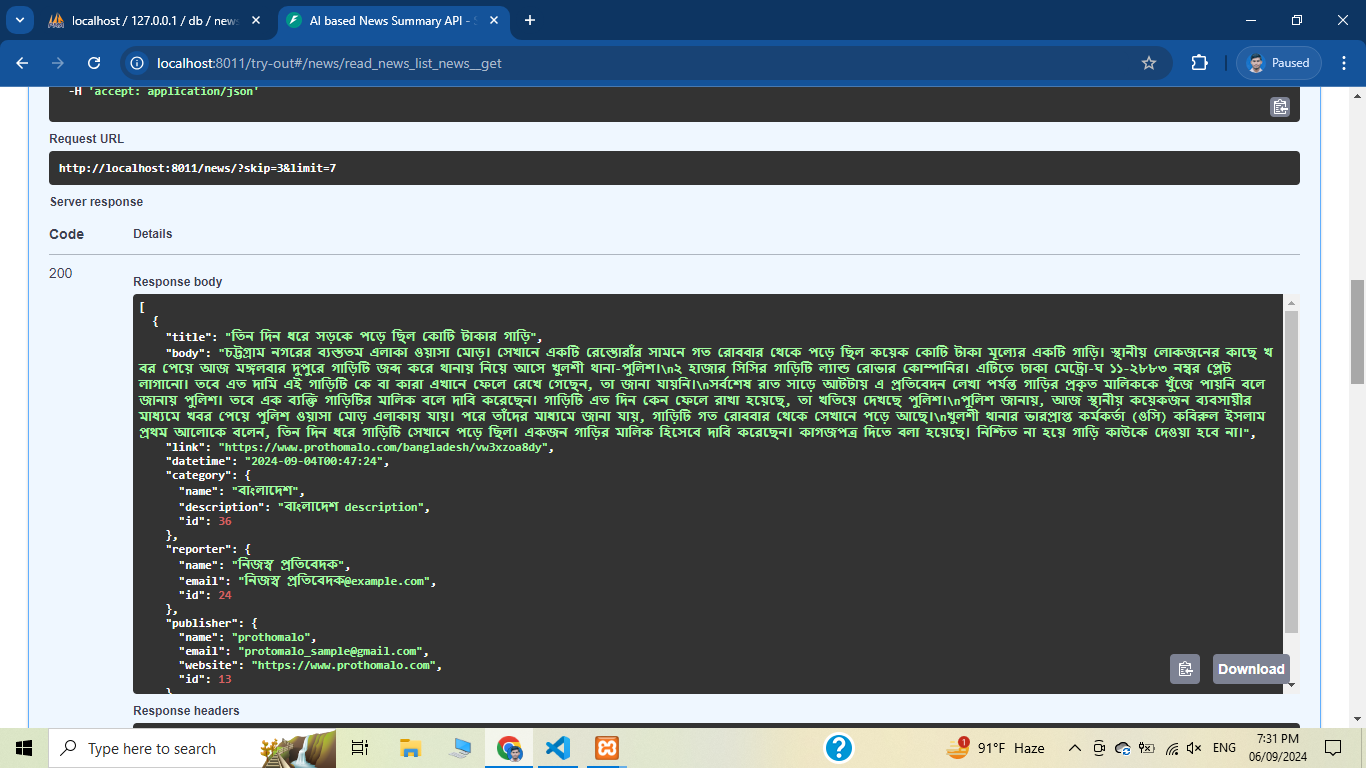 localhost / 127.0.0.1 / db / new
AI based News Summary API -
localhost:8011/try-out#/news/read_news_list_news__get
Paused
-H 'accept: application/json'
Request URL
http://localhost:8011/news/?skip=3&limit=7
Server response
Code
Details
200
Response body
[
{
"title": "তিন দিন ধরে সড়কে পড়ে ছিল কোটি টাকার গাড়ি",
"body": "চট্টগ্রাম নগরের ব্যস্ততম এলাকা ওয়াসা মোড়। সেখানে একটি রেস্তোরাঁর সামনে গত রোববার থেকে পড়ে ছিল কয়েক কোটি টাকা মূল্যের একটি গাড়ি। স্থানীয় লোকজনের কাছে খ
বর পেয়ে আজ মঙ্গলবার দুপুরে গাড়িটি জব্দ করে থানায় নিয়ে আসে খুলশী থানা-পুলিশ।\n২ হাজার সিসির গাড়িটি ল্যান্ড রোভার কোম্পানির। এটিতে ঢাকা মেট্রো-ঘ ১১-২৮৮৩ নম্বর প্লেট
লাগানো। তবে এত দামি এই গাড়িটি কে বা কারা এখানে ফেলে রেখে গেছেন, তা জানা যায়নি।\nসর্বশেষ রাত সাড়ে আটটায় এ প্রতিবেদন লেখা পর্যন্ত গাড়ির প্রকৃত মালিককে খুঁজে পায়নি বলে
জানায় পুলিশ। তবে এক ব্যক্তি গাড়িটির মালিক বলে দাবি করেছেন। গাড়িটি এত দিন কেন ফেলে রাখা হয়েছে, তা খতিয়ে দেখছে পুলিশ।\nপুলিশ জানায়, আজ স্থানীয় কয়েকজন ব্যবসায়ীর
মাধ্যমে খবর পেয়ে পুলিশ ওয়াসা মোড় এলাকায় যায়। পরে তাঁদের মাধ্যমে জানা যায়, গাড়িটি গত রোববার থেকে সেখানে পড়ে আছে।\nখুলশী থানার ভারপ্রাপ্ত কর্মকর্তা (ওসি) কবিরুল ইসলাম
প্রথম আলোকে বলেন, তিন দিন ধরে গাড়িটি সেখানে পড়ে ছিল। একজন গাড়ির মালিক হিসেবে দাবি করেছেন। কাগজপত্র দিতে বলা হয়েছে। নিশ্চিত না হয়ে গাড়ি কাউকে দেওয়া হবে না।",
"link": "https://www.prothomalo.com/bangladesh/vw3xzoa8dy",
"datetime": "2024-09-04T00:47:24",
"category": {
"name": "বাংলাদেশ",
"description": "বাংলাদেশ description",
"id": 36
},
"reporter": {
"name": "নিজস্ব প্রতিবেদক",
"email": "নিজস্ব প্রতিবেদক@example.com",
"id": 24
},
"publisher": {
"name": "prothomalo",
"email": "protomalo_sample@gmail.com",
"website": "https://www.prothomalo.com",
"id": 13
}
Download
Response headers
Type here to search
1
91°F Haze
ENG
7:31 PM
06/09/2024